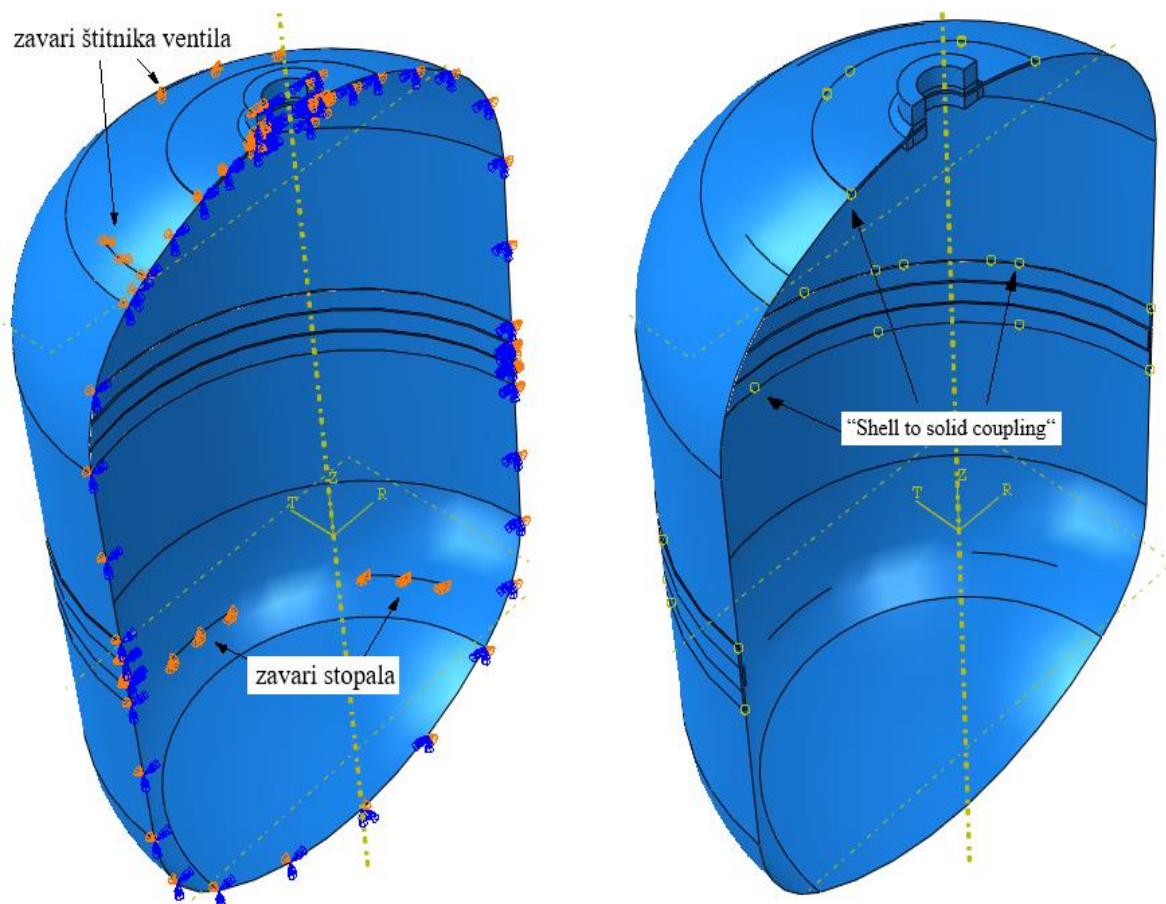 zavari štitnika ventila
“Shell to solid coupling“
Z
T
R
Z
T
R
zavari stopala